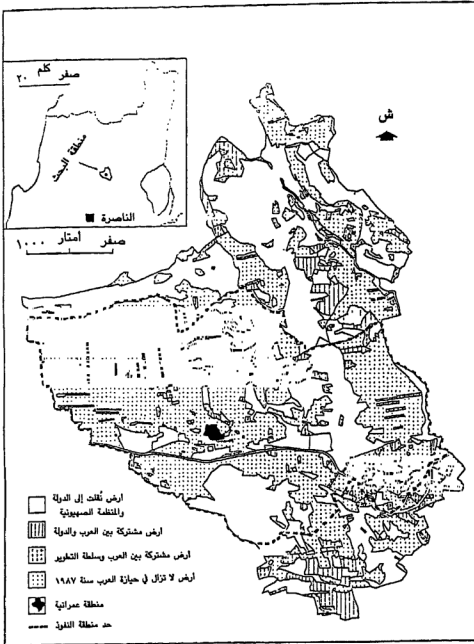 صفر كلم ٢٠
منطقة البحث
الناصرة
صفر أمتار ١٠٠٠
ش
أرض نُقلت إلى الدولة
والمنظمة الصهيونية
أرض مشتركة بين العرب والدولة
أرض مشتركة بين العرب وسلطة التطوير
أرض لا تزال في حيازة العرب سنة ١٩٨٧
منطقة عمرانية
حد منطقة النفوذ